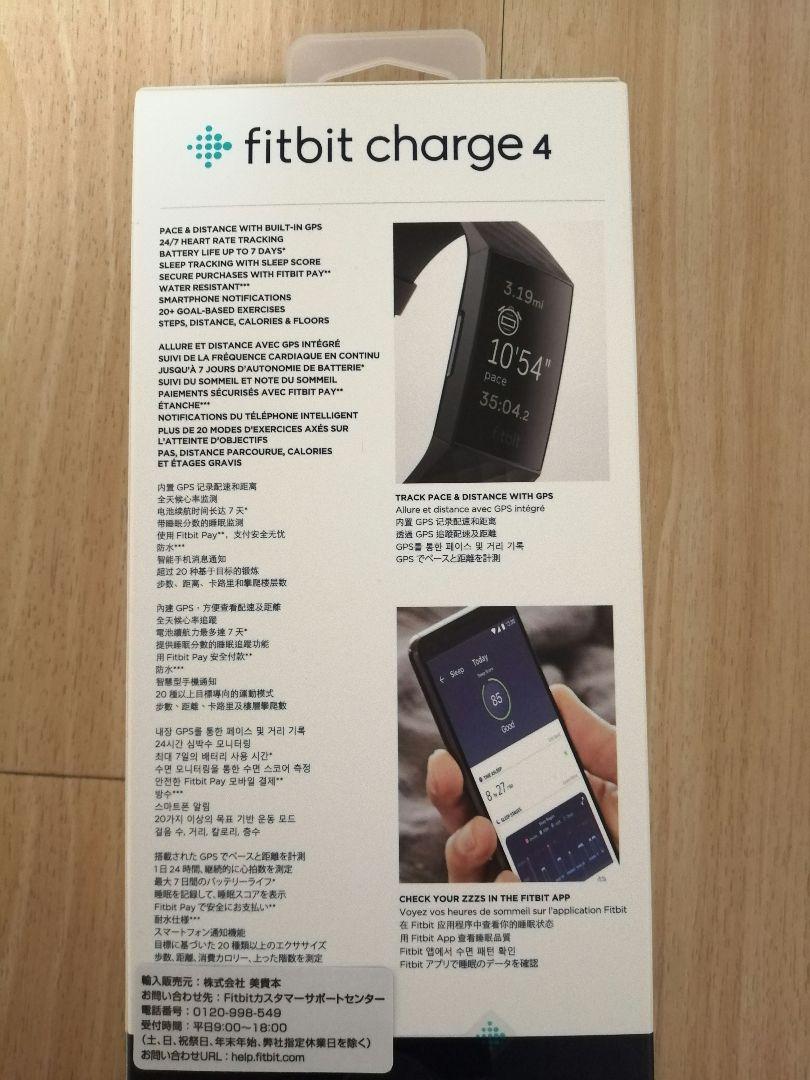 fitbit charge 4
PACE & DISTANCE WITH BUILT-IN GPS
24/7 HEART RATE TRACKING
BATTERY LIFE UP TO 7 DAYS*
SLEEP TRACKING WITH SLEEP SCORE
SECURE PURCHASES WITH FITBIT PAY**
WATER RESISTANT***
SMARTPHONE NOTIFICATIONS
20+ GOAL-BASED EXERCISES
STEPS, DISTANCE, CALORIES & FLOORS
ALLURE ET DISTANCE AVEC GPS INTÉGRÉ
SUIVI DE LA FRÉQUENCE CARDIAQUE EN CONTINU
JUSQU'À 7 JOURS D'AUTONOMIE DE BATTERIE*
SUIVI DU SOMMEIL ET NOTE DU SOMMEIL
PAIEMENTS SÉCURISÉS AVEC FITBIT PAY**
ÉTANCHE***
NOTIFICATIONS DU TÉLÉPHONE INTELLIGENT
PLUS DE 20 MODES D'EXERCICES AXÉS SUR
L'ATTEINTE D'OBJECTIFS
PAS, DISTANCE PARCOURUE, CALORIES
ET ÉTAGES GRAVIS
内置 GPS 记录配速和距离
全天候心率监测
电池续航时间长达 7 天*
带睡眠分数的睡眠监测
使用 Fitbit Pay**，支付安全无忧
防水***
智能手机消息通知
超过 20 种基于目标的锻炼
步数、距离、卡路里和攀爬楼层数
內建 GPS，方便查看配速及距離
全天候心率追蹤
電池續航力最多達 7 天*
提供睡眠分數的睡眠追蹤功能
用 Fitbit Pay 安全付款**
防水***
智慧型手機通知
20 種以上目標導向的運動模式
步數、距離、卡路里及樓層攀爬數
내장 GPS를 통한 페이스 및 거리 기록
24시간 심박수 모니터링
최대 7일의 배터리 사용 시간*
수면 모니터링을 통한 수면 스코어 측정
안전한 Fitbit Pay 모바일 결제**
방수***
스마트폰 알림
20가지 이상의 목표 기반 운동 모드
걸음 수, 거리, 칼로리, 층수
搭載された GPS でペースと距離を計測
1日 24 時間、継続的に心拍数を測定
最大 7 日間のバッテリーライフ*
睡眠を記録して、睡眠スコアを表示
Fitbit Pay で安全にお支払い**
耐水仕様***
スマートフォン通知機能
目標に基づいた 20 種類以上のエクササイズ
歩数、距離、消費カロリー、上った階数を測定
輸入販売元：株式会社 美貴本
お問い合わせ先：Fitbitカスタマーサポートセンター
電話番号：0120-998-549
受付時間：平日9:00～18:00
（土、日、祝祭日、年末年始、弊社指定休業日を除く）
お問い合わせURL：help.fitbit.com
3.19mi
10'54"
pace
35:04.2
fitbit
TRACK PACE & DISTANCE WITH GPS
Allure et distance avec GPS intégré
内置 GPS 记录配速和距离
透過 GPS 追蹤配速及距離
GPS를 통한 페이스 및 거리 기록
GPS でペースと距離を計測
Sleep Today
Sleep Score
85
Good
TIME ASLEEP
8 hr 27 min
SLEEP STAGES
CHECK YOUR ZZZS IN THE FITBIT APP
Voyez vos heures de sommeil sur l'application Fitbit
在 Fitbit 应用程序中查看你的睡眠状态
用 Fitbit App 查看睡眠品質
Fitbit 앱에서 수면 패턴 확인
Fitbit アプリで睡眠のデータを確認